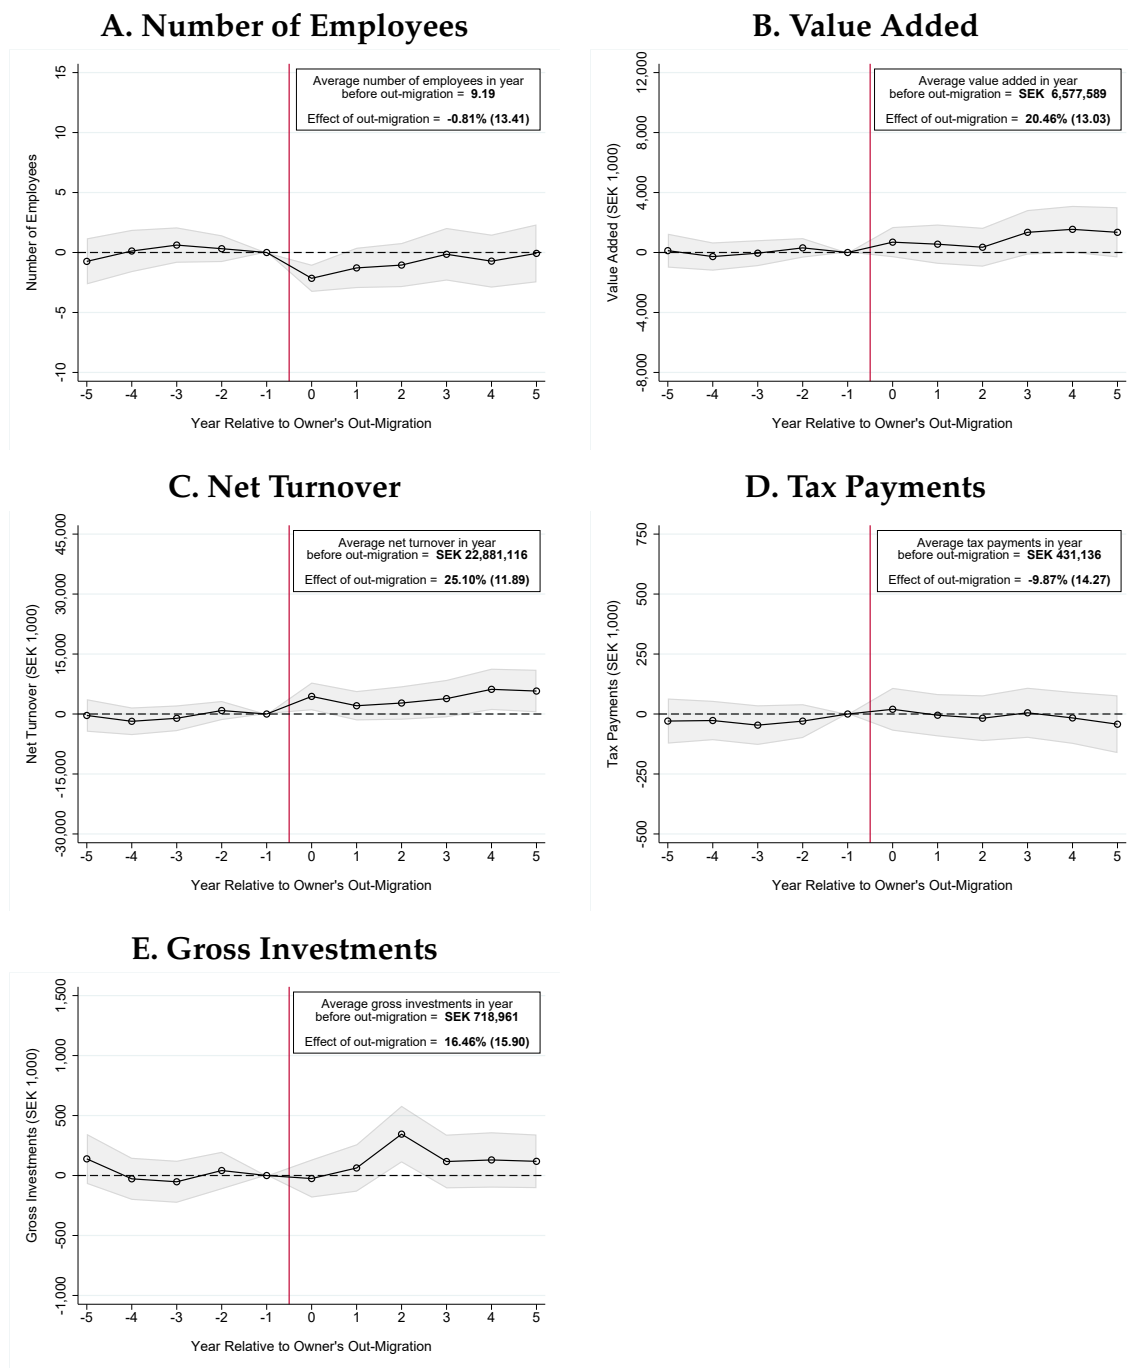 A. Number of Employees
Number of Employees
15
10
5
0
-5
-10
Average number of employees in year
before out-migration = 9.19
Effect of out-migration = -0.81% (13.41)
-5 -4 -3 -2 -1 0 1 2 3 4 5
Year Relative to Owner's Out-Migration
B. Value Added
Value Added (SEK 1,000)
12,000
8,000
4,000
0
-4,000
-8,000
Average value added in year
before out-migration = SEK 6,577,589
Effect of out-migration = 20.46% (13.03)
-5 -4 -3 -2 -1 0 1 2 3 4 5
Year Relative to Owner's Out-Migration
C. Net Turnover
Net Turnover (SEK 1,000)
45,000
30,000
15,000
0
-15,000
-30,000
Average net turnover in year
before out-migration = SEK 22,881,116
Effect of out-migration = 25.10% (11.89)
-5 -4 -3 -2 -1 0 1 2 3 4 5
Year Relative to Owner's Out-Migration
D. Tax Payments
Tax Payments (SEK 1,000)
750
500
250
0
-250
-500
Average tax payments in year
before out-migration = SEK 431,136
Effect of out-migration = -9.87% (14.27)
-5 -4 -3 -2 -1 0 1 2 3 4 5
Year Relative to Owner's Out-Migration
E. Gross Investments
Gross Investments (SEK 1,000)
1,500
1,000
500
0
-500
-1,000
Average gross investments in year
before out-migration = SEK 718,961
Effect of out-migration = 16.46% (15.90)
-5 -4 -3 -2 -1 0 1 2 3 4 5
Year Relative to Owner's Out-Migration